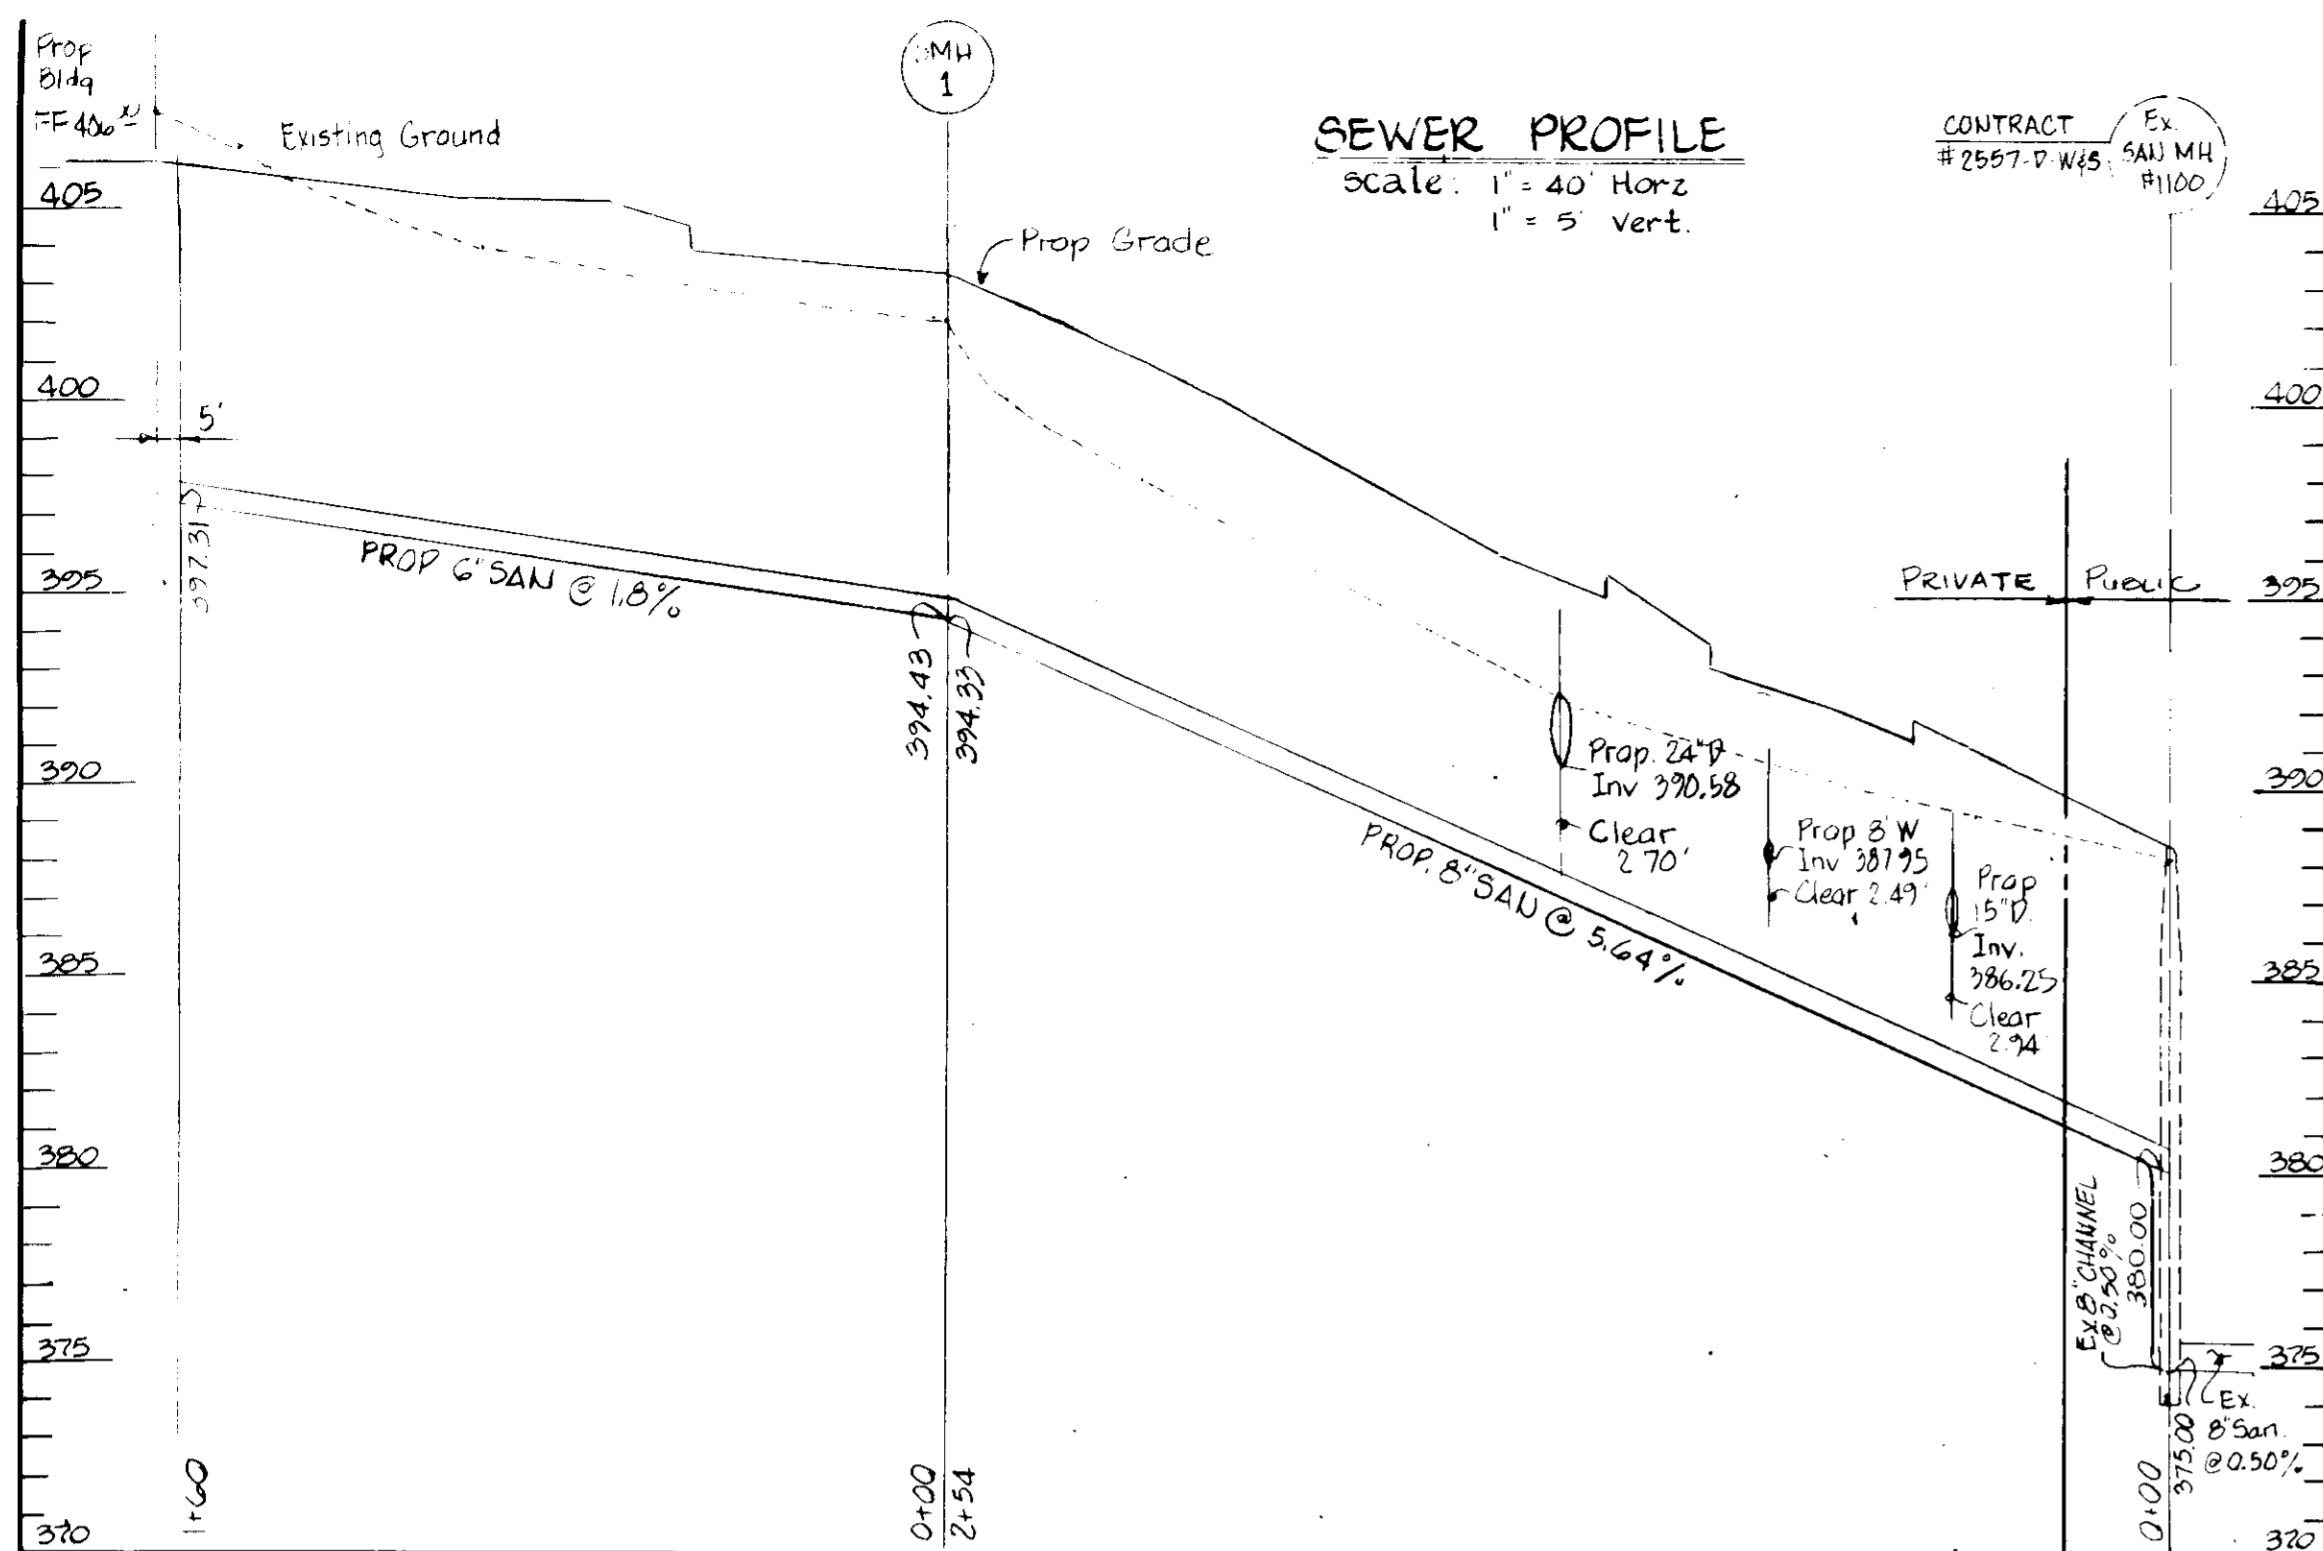 Prop
Bldg
FF 406
Existing Ground
MH
1
Prop Grade
SEWER PROFILE
scale: 1" = 40' Horz
1" = 5' Vert.
CONTRACT
#2557-D-W&S
Ex.
SAN MH
#1100
405
400
395
390
385
380
375
370
405
400
395
390
385
380
375
370
5'
397.31
PROP 6" SAN @ 1.8%
394.43
394.33
PROP. 8" SAN @ 5.64%
Prop. 24" D
Inv 390.58
Clear
2.70'
Prop 8" W
Inv 387.95
Clear 2.49'
Prop
15" D.
Inv.
386.25
Clear
2.94
PRIVATE
PUBLIC
EX. 8" CHANNEL
@ 0.50%
380.00
375.00
Ex.
8" San.
@ 0.50%
1+60
0+00
2+54
0+00